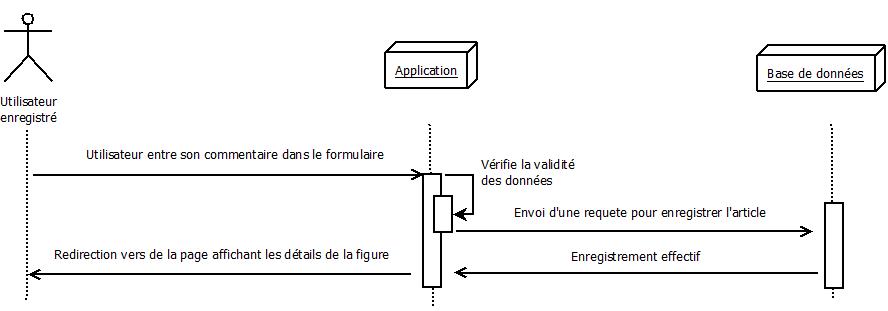 Application
Base de données
Utilisateur
enregistré
Utilisateur entre son commentaire dans le formulaire
Vérifie la validité
des données
Envoi d'une requete pour enregistrer l'article
Redirection vers de la page affichant les détails de la figure
Enregistrement effectif